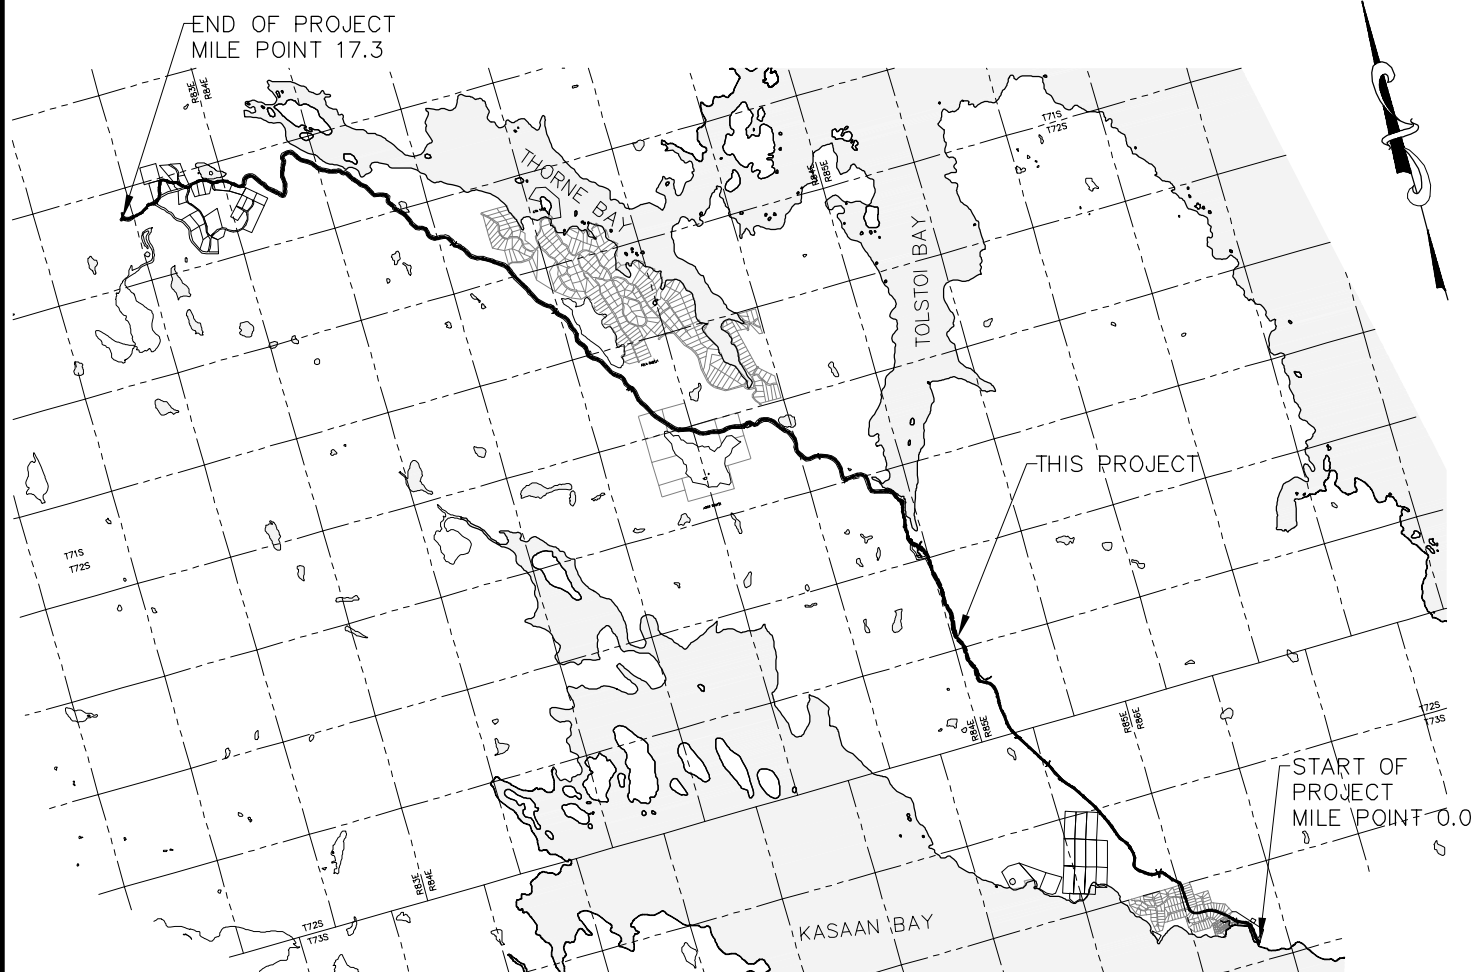 END OF PROJECT
MILE POINT 17.3
R83E
R84E
T71S
T72S
THORNE BAY
R84E
R85E
TOLSTOI BAY
THIS PROJECT
T71S
T72S
R84E
R85E
R85E
R86E
T72S
T73S
START OF
PROJECT
MILE POINT 0.0
R83E
R84E
T72S
T73S
KASAAN BAY